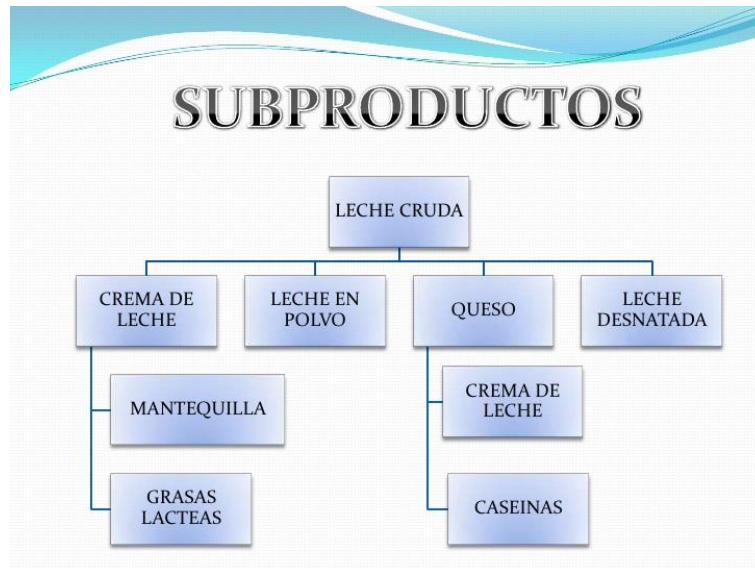 SUBPRODUCTOS
LECHE CRUDA
CREMA DE
LECHE
LECHE EN
POLVO
QUESO
LECHE
DESNATADA
MANTEQUILLA
CREMA DE
LECHE
GRASAS
LACTEAS
CASEINAS